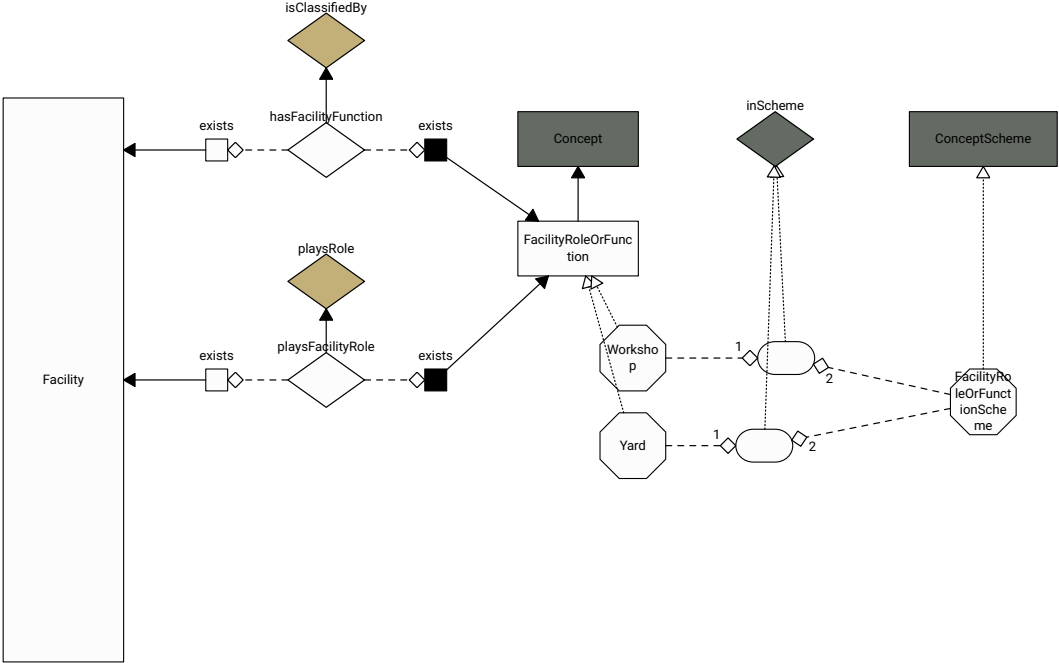 isClassifiedBy
hasFacilityFunction
exists
exists
Concept
inScheme
ConceptScheme
FacilityRoleOrFunc
tion
playsRole
playsFacilityRole
exists
exists
Facility
Worksho
p
1
2
FacilityRo
leOrFunct
ionSche
me
Yard
1
2